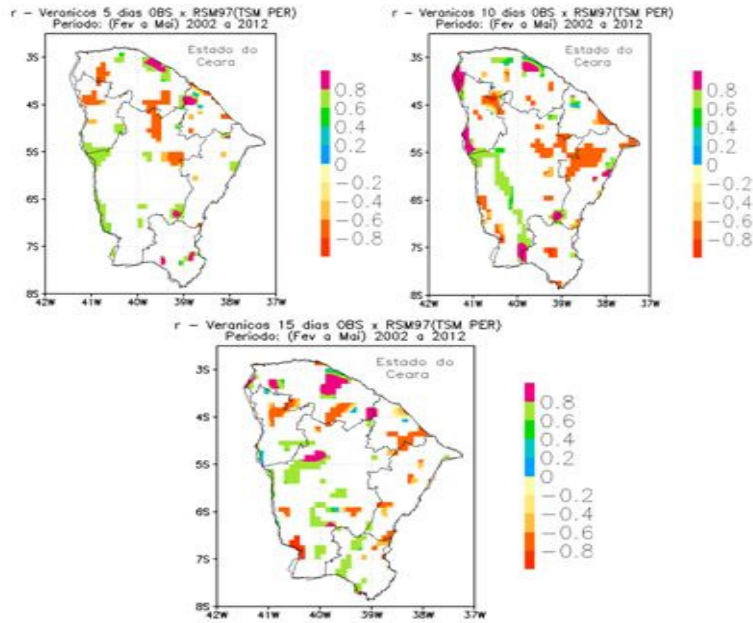 r - Veranicos 5 dias OBS x RSM97(TSM PER)
Periodo: (Fev a Mai) 2002 a 2012
Estado do
Ceara
3S
4S
5S
6S
7S
8S
42W
41W
40W
39W
38W
37W
0.8
0.6
0.4
0.2
0
-0.2
-0.4
-0.6
-0.8
r - Veranicos 10 dias OBS x RSM97(TSM PER)
Periodo: (Fev a Mai) 2002 a 2012
Estado do
Ceara
3S
4S
5S
6S
7S
8S
42W
41W
40W
39W
38W
37W
0.8
0.6
0.4
0.2
0
-0.2
-0.4
-0.6
-0.8
r - Veranicos 15 dias OBS x RSM97(TSM PER)
Periodo: (Fev a Mai) 2002 a 2012
Estado do
Ceara
3S
4S
5S
6S
7S
8S
42W
41W
40W
39W
38W
37W
0.8
0.6
0.4
0.2
-0.2
-0.4
-0.6
-0.8